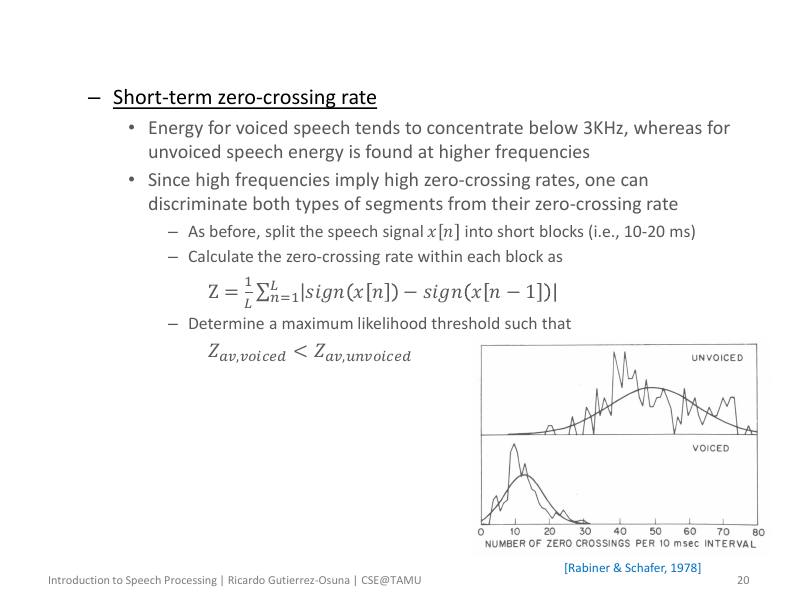 – Short-term zero-crossing rate
• Energy for voiced speech tends to concentrate below 3KHz, whereas for
unvoiced speech energy is found at higher frequencies
• Since high frequencies imply high zero-crossing rates, one can
discriminate both types of segments from their zero-crossing rate
– As before, split the speech signal 𝑥[𝑛] into short blocks (i.e., 10-20 ms)
– Calculate the zero-crossing rate within each block as
Z = 1/L ∑ᴸₙ₌₁|sign(x[n]) − sign(x[n − 1])|
– Determine a maximum likelihood threshold such that
Z_{av,voiced} < Z_{av,unvoiced}
UNVOICED
VOICED
0 10 20 30 40 50 60 70 80
NUMBER OF ZERO CROSSINGS PER 10 msec INTERVAL
[Rabiner & Schafer, 1978]
Introduction to Speech Processing | Ricardo Gutierrez-Osuna | CSE@TAMU 20